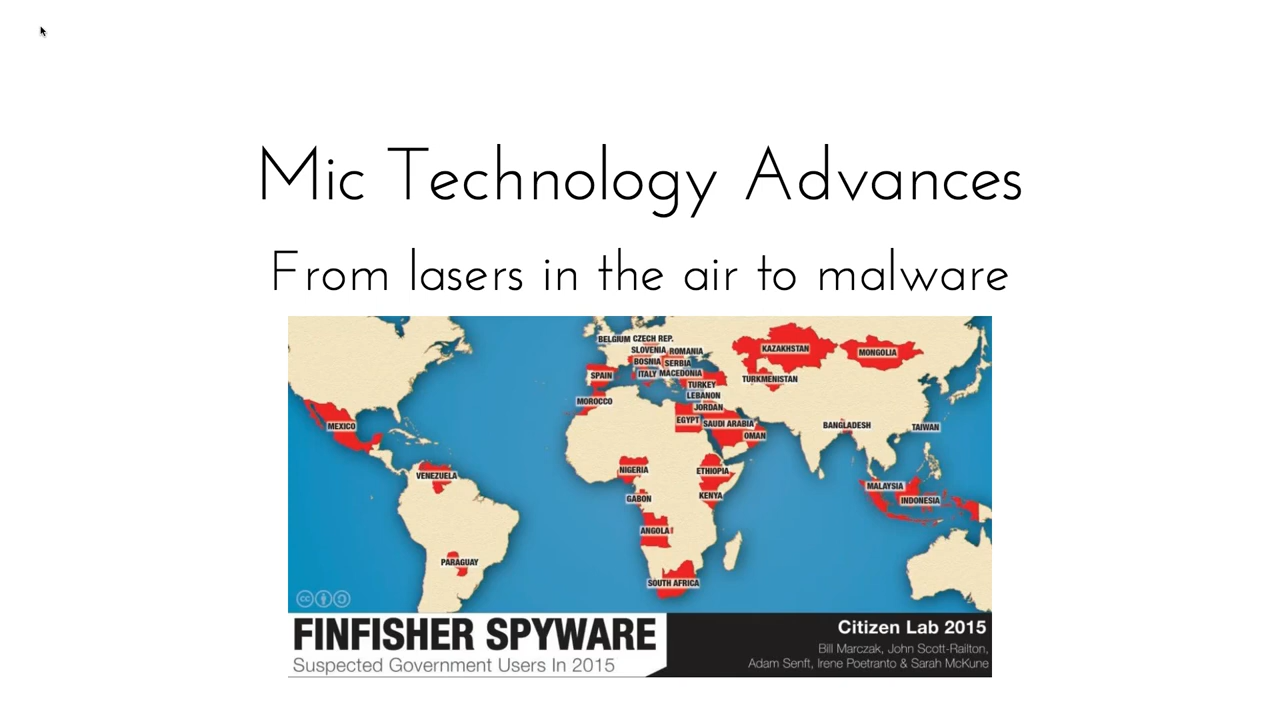 Mic Technology Advances
From lasers in the air to malware
BELGIUM CZECH REP.
SLOVENIA ROMANIA
BOSNIA SERBIA
ITALY MACEDONIA
SPAIN
TURKEY
LEBANON
MOROCCO
JORDAN
EGYPT SAUDI ARABIA
OMAN
KAZAKHSTAN
MONGOLIA
TURKMENISTAN
BANGLADESH
TAIWAN
MEXICO
VENEZUELA
NIGERIA
ETHIOPIA
GABON
KENYA
MALAYSIA
INDONESIA
ANGOLA
PARAGUAY
SOUTH AFRICA
cc
FINFISHER SPYWARE
Suspected Government Users In 2015
Citizen Lab 2015
Bill Marczak, John Scott-Railton,
Adam Senft, Irene Poetranto & Sarah McKune